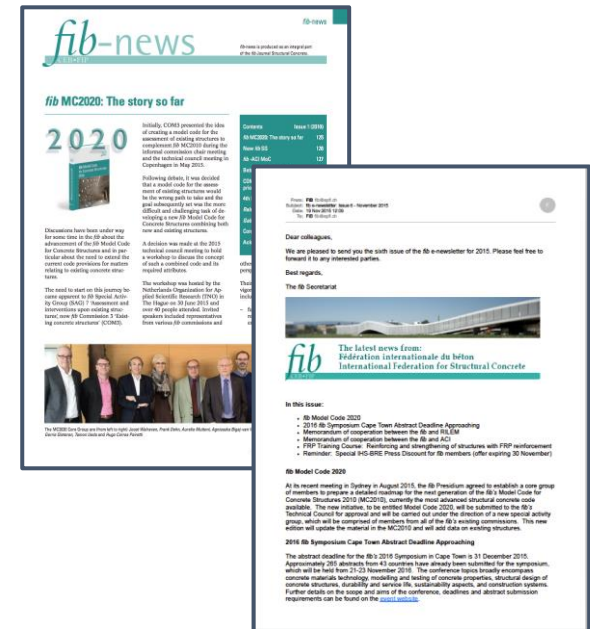 fib-news
fib-news
CEB-FIP
fib-news is produced as an integral part
of the fib Journal Structural Concrete.
fib MC2020: The story so far
2020
Initially, COM3 presented the idea
of creating a model code for the
assessment of existing structures to
complement fib MC2010 during the
informal commission chair meeting
and the technical council meeting in
Copenhagen in May 2015.
Following debate, it was decided
that a model code for the assess-
ment of existing structures would
be the wrong path to take and the
goal subsequently set was the more
difficult and challenging task of de-
veloping a new fib Model Code for
Concrete Structures combining both
new and existing structures.
A decision was made at the 2015
technical council meeting to hold
a workshop to discuss the concept
of such a combined code and its
required attributes.
The workshop was hosted by the
Netherlands Organization for Ap-
plied Scientific Research (TNO) in
The Hague on 30 June 2015 and
over 40 people attended. Invited
speakers included representatives
from various fib commissions and
Discussions have been under way
for some time in the fib about the
advancement of the fib Model Code
for Concrete Structures and in par-
ticular about the need to extend the
current code provisions for matters
relating to existing concrete struc-
tures.
The need to start on this journey be-
came apparent to fib Special Activ-
ity Group (SAG) 7 'Assessment and
interventions upon existing struc-
tures', now fib Commission 3 'Exist-
ing concrete structures' (COM3).
Contents Issue 1 (2016)
fib MC2020: The story so far 125
New fib SG 126
fib-ACI MoC 127
From: FIB
Subject: fib e-newsletter Issue 6 - November 2015
Date: 19 Nov 2015
To: FIB
Dear colleagues,
We are pleased to send you the sixth issue of the fib e-newsletter for 2015. Please feel free to
forward it to any interested parties.
Best regards,
The fib Secretariat
fib
CEB-FIP
The latest news from:
Fédération internationale du béton
International Federation for Structural Concrete
In this issue:
• fib Model Code 2020
• 2016 fib Symposium Cape Town Abstract Deadline Approaching
• Memorandum of cooperation between the fib and RILEM
• Memorandum of cooperation between the fib and ACI
• FRP Training Course: Reinforcing and strengthening of structures with FRP reinforcement
• Reminder: Special IHS-BRE Press Discount for fib members (offer expiring 30 November)
fib Model Code 2020
At its recent meeting in Sydney in August 2015, the fib Presidium agreed to establish a core group
of members to prepare a detailed roadmap for the next generation of the fib's Model Code for
Concrete Structures 2010 (MC2010), currently the most advanced structural concrete code
available. The new initiative, to be entitled Model Code 2020, will be submitted to the fib's
Technical Council for approval and will be carried out under the direction of a new special activity
group, which will be comprised of members from all of the fib's existing commissions. This new
edition will update the material in the MC2010 and will add data on existing structures.
2016 fib Symposium Cape Town Abstract Deadline Approaching
The abstract deadline for the fib's 2016 Symposium in Cape Town is 31 December 2015.
Approximately 265 abstracts from 43 countries have already been submitted for the symposium,
which will be held from 21-23 November 2016. The conference topics broadly encompass
concrete materials technology, modelling and testing of concrete properties, structural design of
concrete structures, durability and service life, sustainability aspects, and construction systems.
Further details on the scope and aims of the conference, deadlines and abstract submission
requirements can be found on the event website.